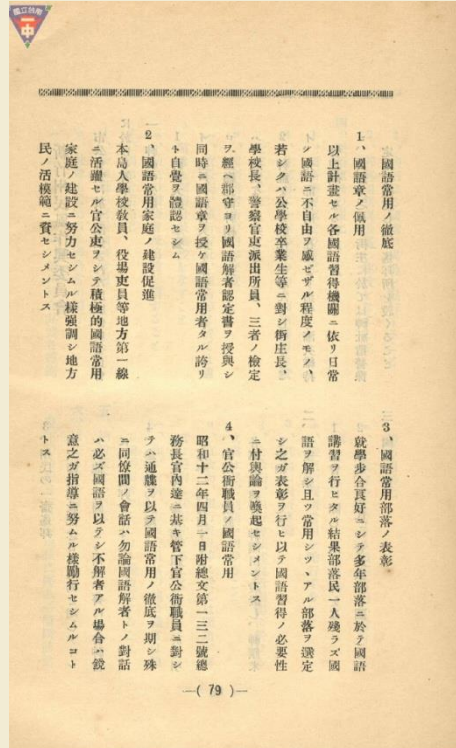 國立台南
一中
國語常用ノ徹底
1、國語章ノ佩用
以上計畫セル各國語習得機關ニ依リ日常
イン國語ニ不自由ヲ感ゼザル程度ノモノ、
若シクハ公學校卒業生等ニ對シ街庄長、
學校長、警察官吏派出所員、三者ノ檢定
ヲ經ヘ郡守ヨリ國語解者認定書ヲ授與シ
同時ニ國語章ヲ授ケ國語常用者タル誇リ
ト自覺ヲ體認セシム
2、國語常用家庭ノ建設促進
本島人學校敎員、役場吏員等地方第一線
ニ活躍セル官公吏ヲシテ積極的國語常用
家庭ノ建設ニ努力セシムル樣強調シ地方
民ノ活模範ニ資セシメントス
3、國語常用部落ノ表彰
就學步合良好ニシテ多年部落ニ於テ國語
講習ヲ行ヒタル結果部落民一人殘ラズ國
語ヲ解シ且ツ常用シツヽアル部落ヲ選定
シ之ガ表彰ヲ行ヒ以テ國語習得ノ必要性
ニ付輿論ヲ喚起セシメントス
4、官公衙職員ノ國語常用
昭和十二年四月一日附總文第一三二號總
務長官內達ニ基キ管下官公衙職員ニ對シ
テハ通牒ヲ以テ國語常用ノ徹底ヲ期シ殊
ニ同僚間ノ會話ハ勿論國語解者トノ對話
ハ必ズ國語ヲ以テシ不解者アル場合ハ銳
意之ガ指導ニ努ムル樣勵行セシムルコト
トス
―( 79 )―